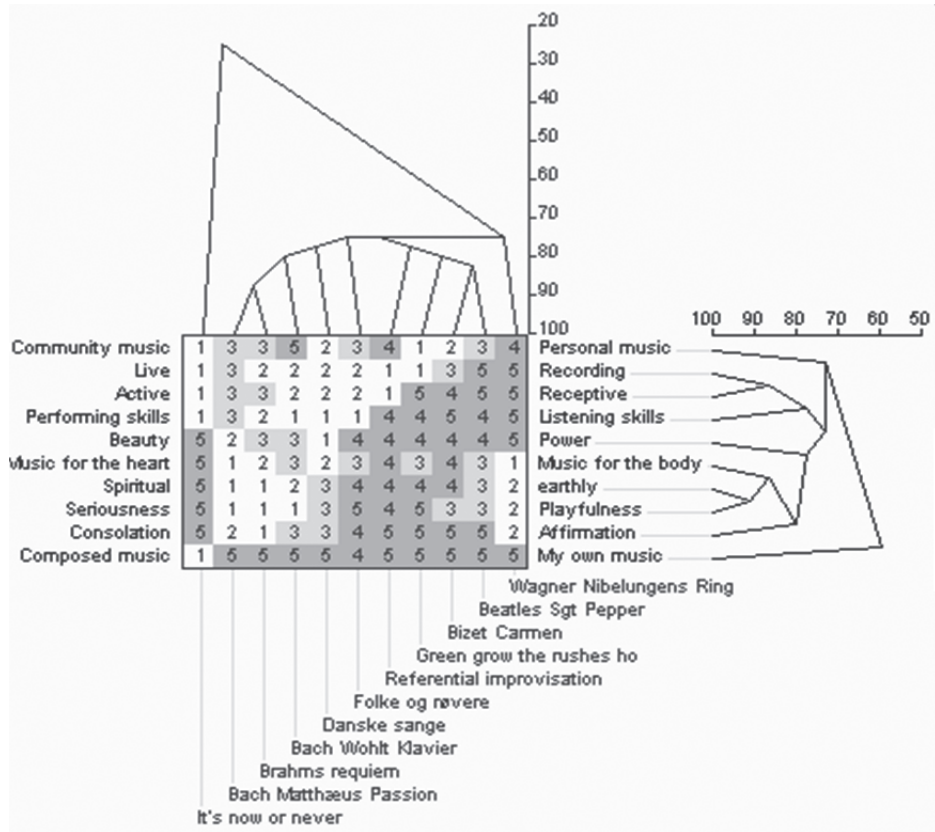 20
30
40
50
60
70
80
90
100
100 90 80 70 60 50
Community music 1 3 3 5 2 3 4 1 2 3 4 Personal music
Live 1 3 2 2 2 2 1 1 3 5 5 Recording
Active 1 3 3 2 2 2 1 5 4 5 5 Receptive
Performing skills 1 3 2 1 1 1 4 4 5 4 5 Listening skills
Beauty 5 2 3 3 1 4 4 4 4 4 5 Power
Music for the heart 5 1 2 3 2 3 4 3 4 3 1 Music for the body
Spiritual 5 1 1 2 3 4 4 4 4 3 2 earthly
Seriousness 5 1 1 1 3 5 4 5 3 3 2 Playfulness
Consolation 5 2 1 3 3 4 5 5 5 5 2 Affirmation
Composed music 1 5 5 5 5 4 5 5 5 5 5 My own music
Wagner Nibelungens Ring
Beatles Sgt Pepper
Bizet Carmen
Green grow the rushes ho
Referential improvisation
Folke og røvere
Danske sange
Bach Wohlt Klavier
Brahms requiem
Bach Matthæus Passion
It's now or never